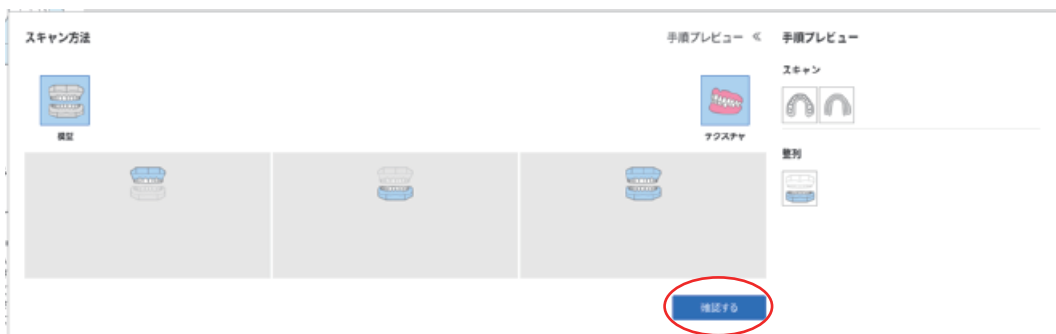 スキャン方法
手順プレビュー ≪
手順プレビュー
スキャン
模型
テクスチャ
整列
確認する